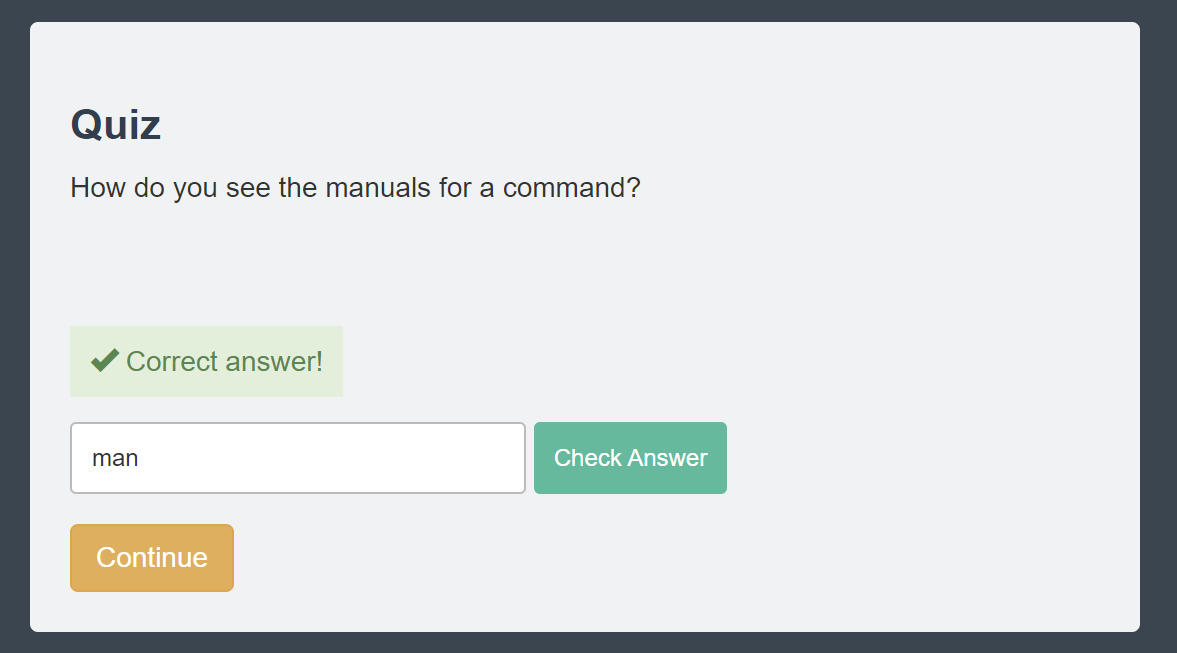 Quiz
How do you see the manuals for a command?
Correct answer!
man
Check Answer
Continue